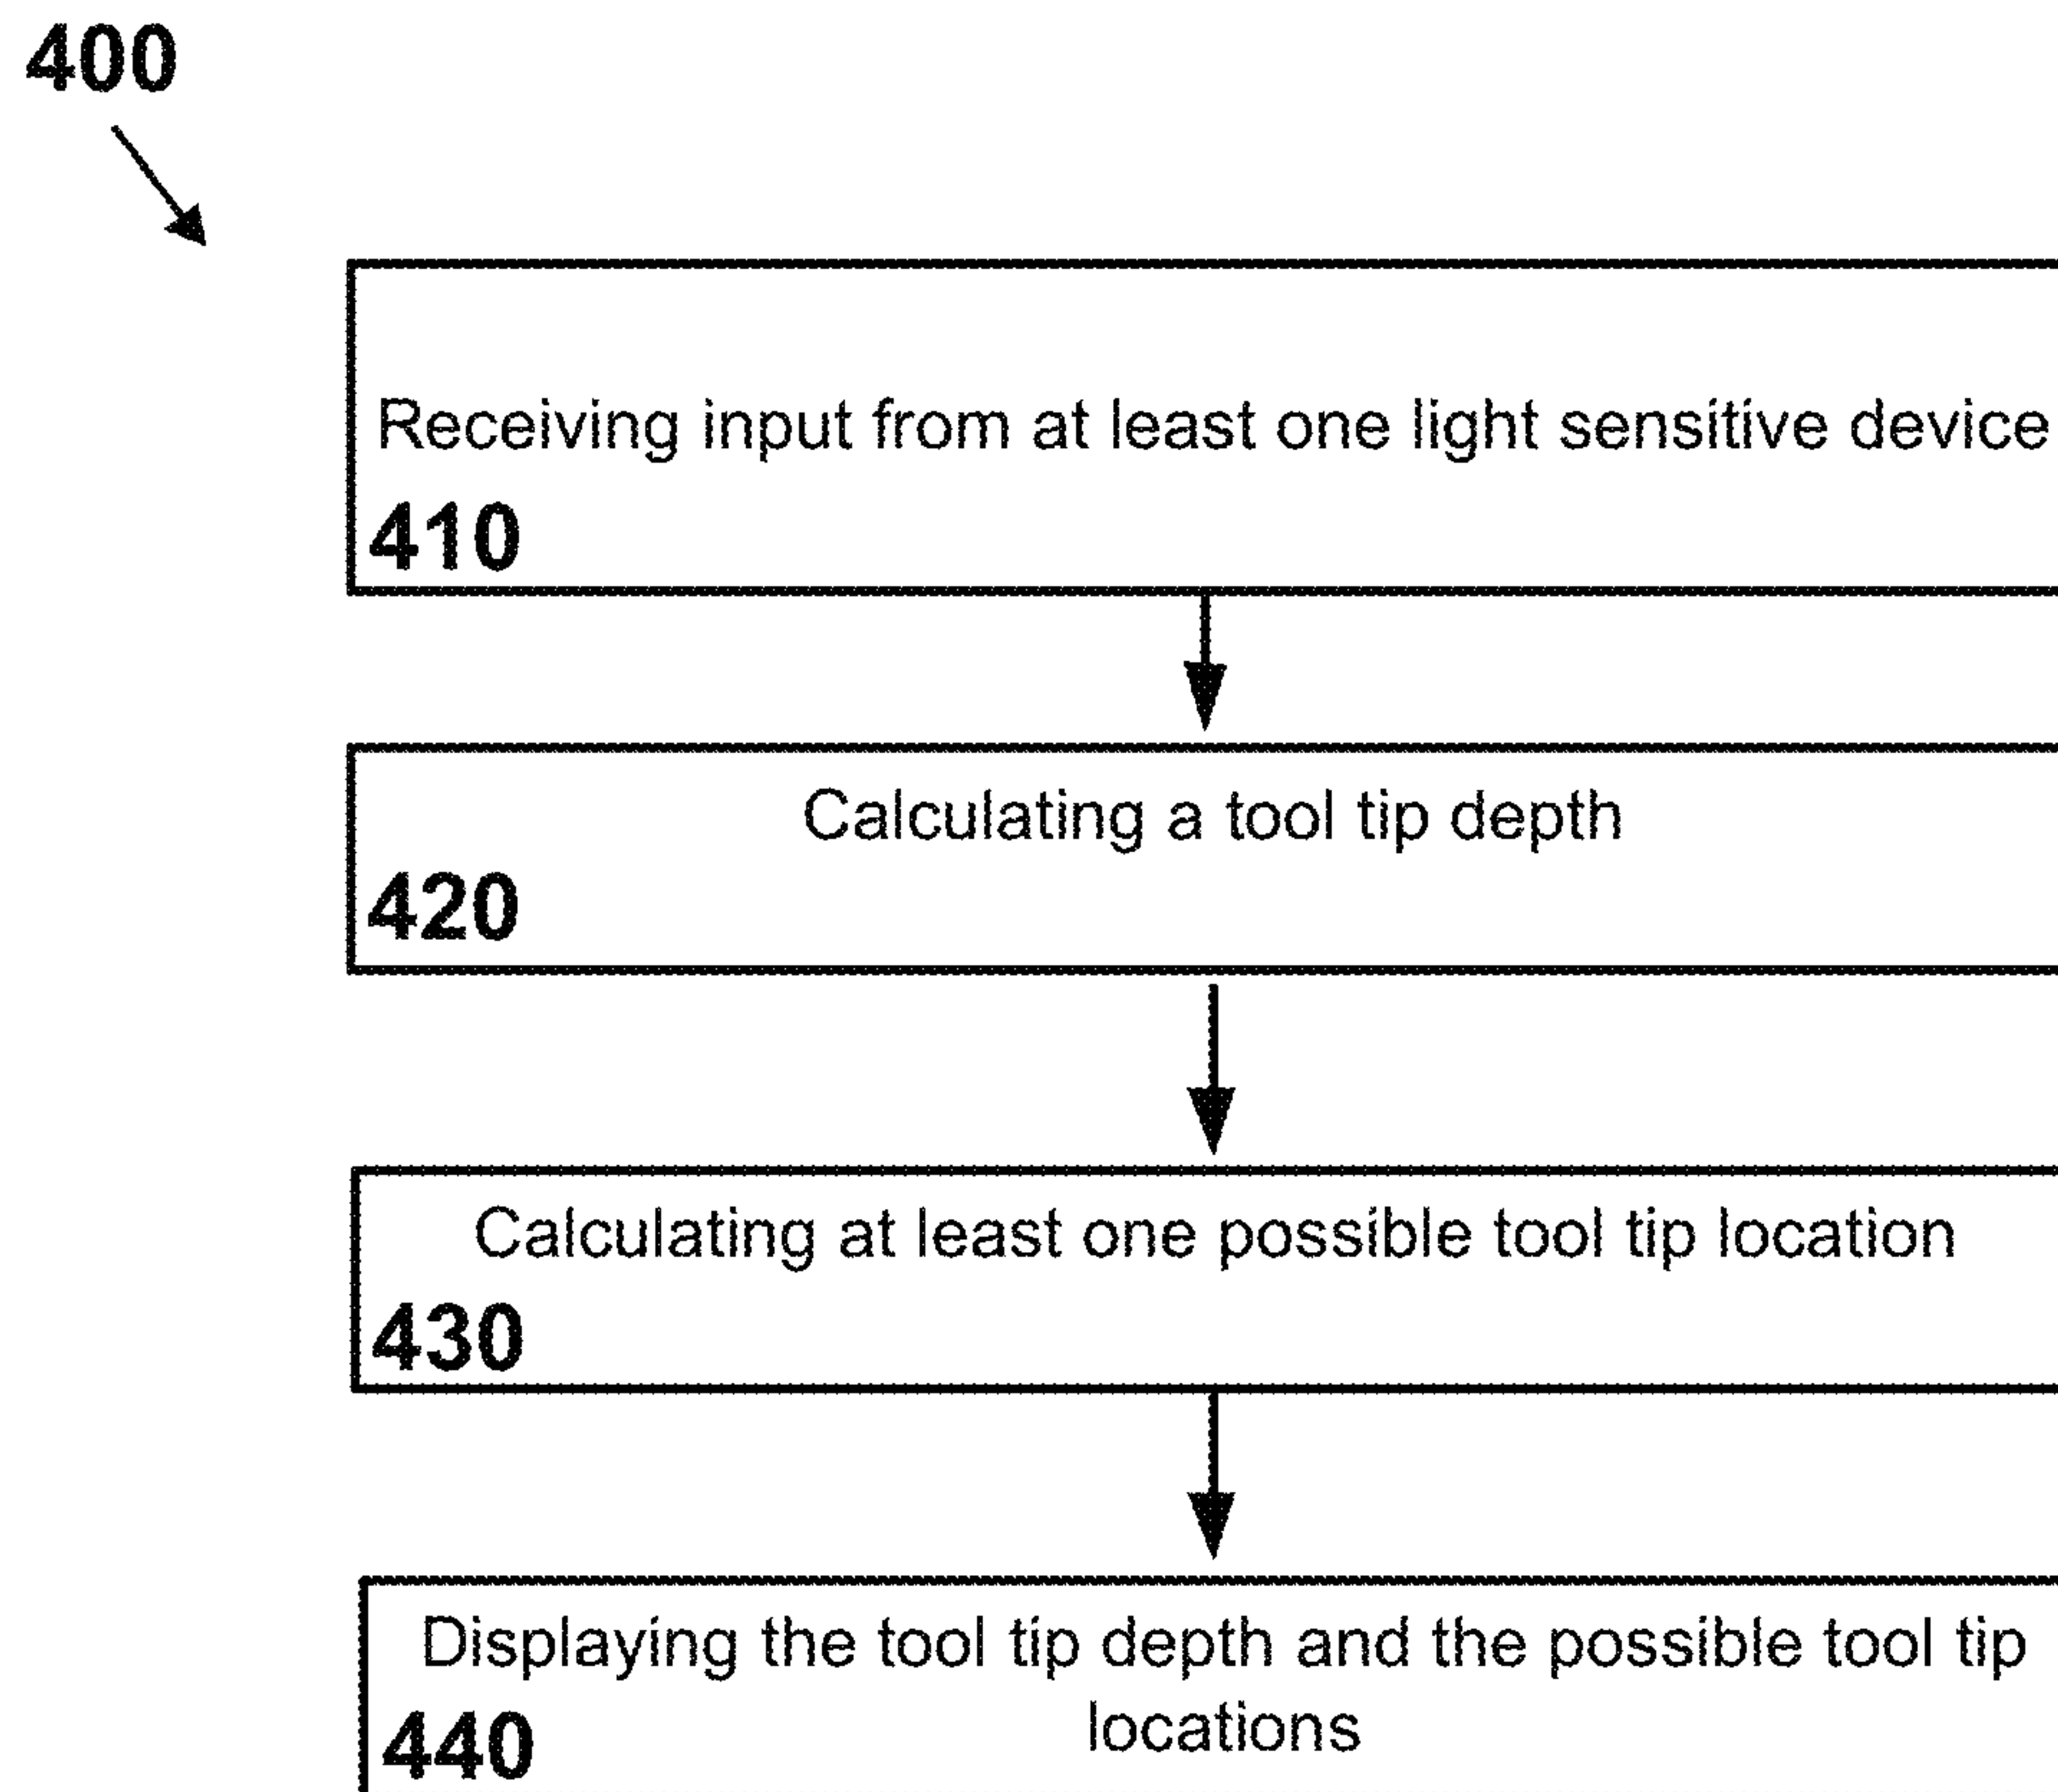 400
Receiving input from at least one light sensitive device
410
Calculating a tool tip depth
420
Calculating at least one possible tool tip location
430
Displaying the tool tip depth and the possible tool tip
locations
440